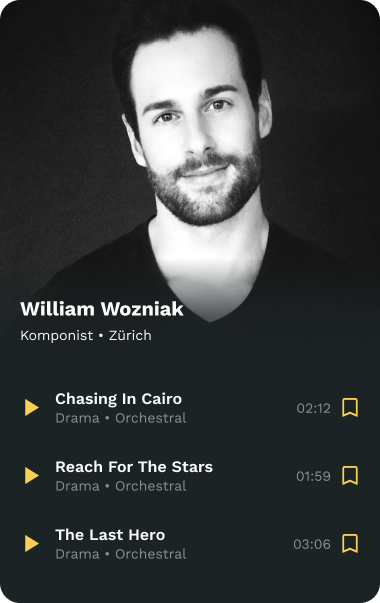 William Wozniak
Komponist • Zürich
Chasing In Cairo
Drama • Orchestral
02:12
Reach For The Stars
Drama • Orchestral
01:59
The Last Hero
Drama • Orchestral
03:06